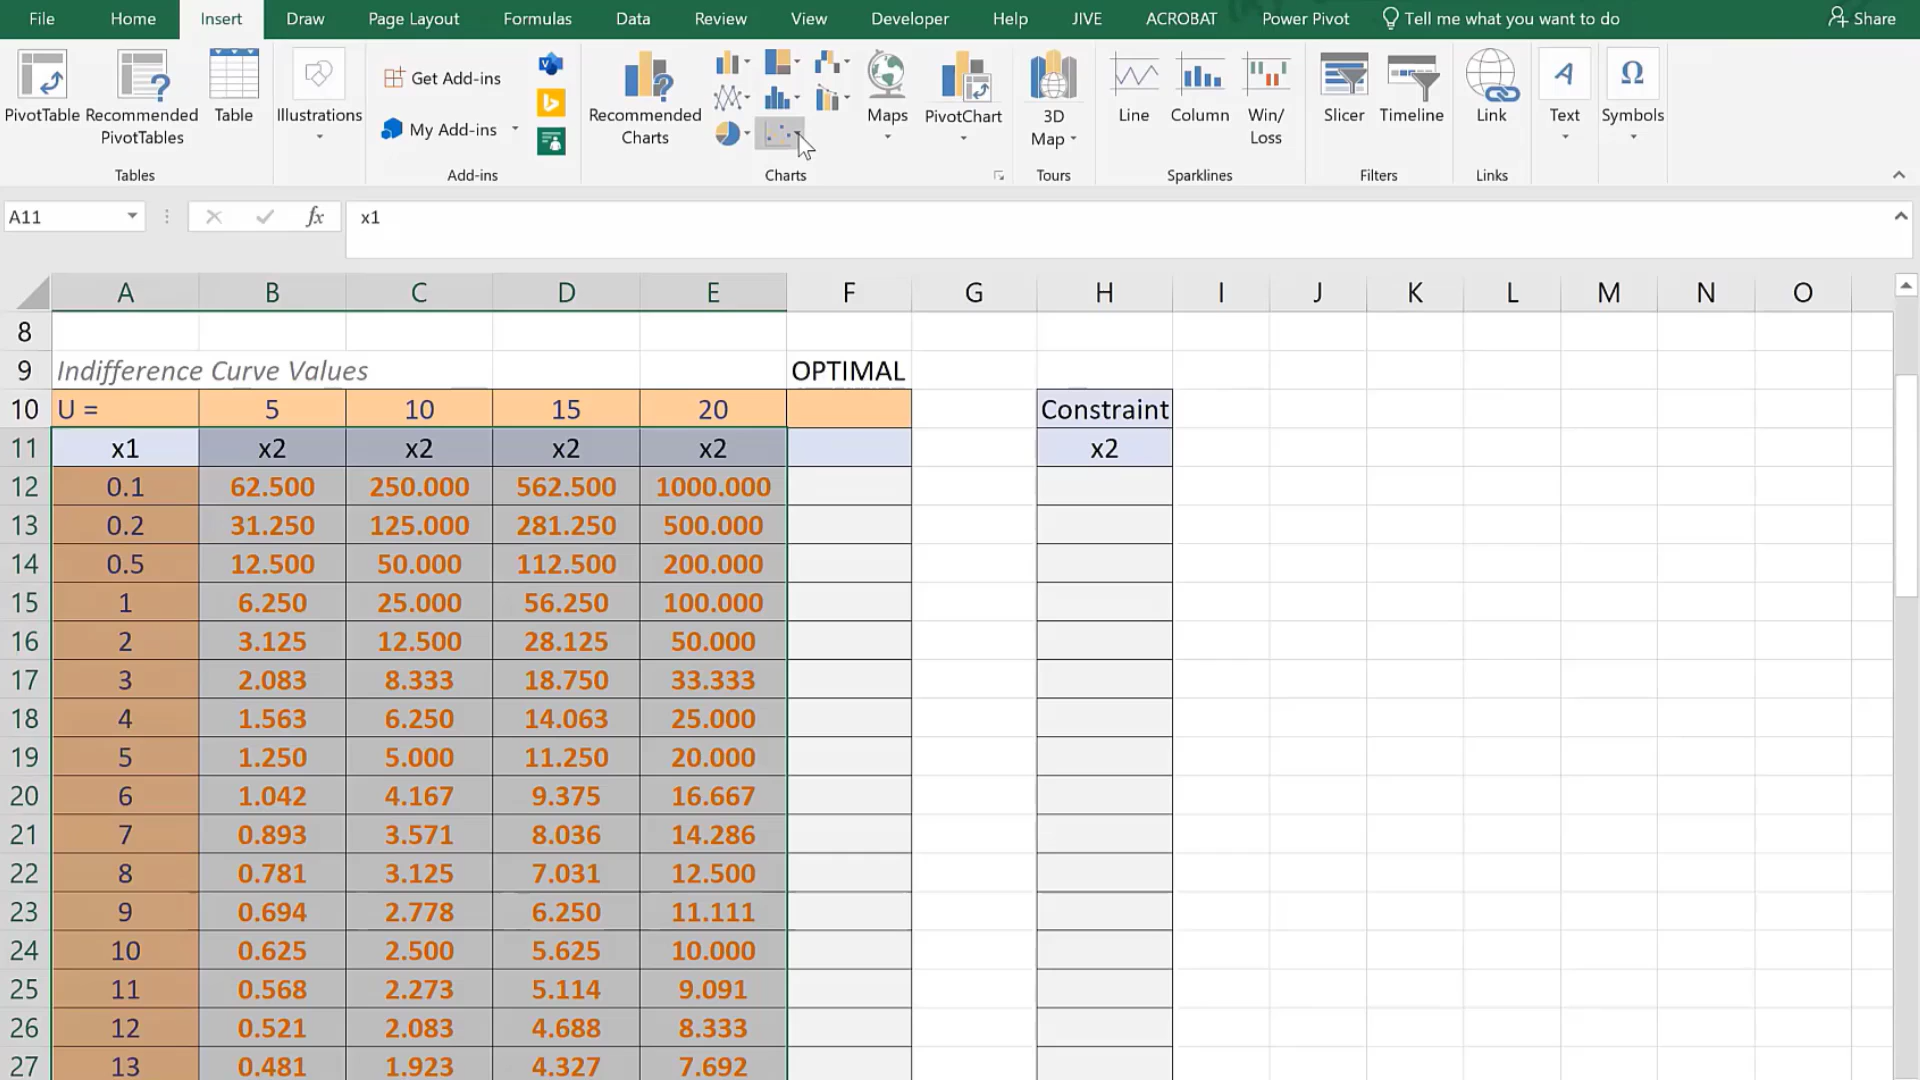 File Home Insert Draw Page Layout Formulas Data Review View Developer Help JIVE ACROBAT Power Pivot Tell me what you want to do Share
PivotTable
Recommended
PivotTables
Table
Illustrations
Get Add-ins
My Add-ins
Recommended
Charts
Maps
PivotChart
3D
Map
Line
Column
Win/
Loss
Slicer
Timeline
Link
Text
Symbols
Tables Add-ins Charts Tours Sparklines Filters Links
A11 fx x1
A B C D E F G H I J K L M N O
8
9 Indifference Curve Values OPTIMAL
10 U = 5 10 15 20 Constraint
11 x1 x2 x2 x2 x2 x2
12 0.1 62.500 250.000 562.500 1000.000
13 0.2 31.250 125.000 281.250 500.000
14 0.5 12.500 50.000 112.500 200.000
15 1 6.250 25.000 56.250 100.000
16 2 3.125 12.500 28.125 50.000
17 3 2.083 8.333 18.750 33.333
18 4 1.563 6.250 14.063 25.000
19 5 1.250 5.000 11.250 20.000
20 6 1.042 4.167 9.375 16.667
21 7 0.893 3.571 8.036 14.286
22 8 0.781 3.125 7.031 12.500
23 9 0.694 2.778 6.250 11.111
24 10 0.625 2.500 5.625 10.000
25 11 0.568 2.273 5.114 9.091
26 12 0.521 2.083 4.688 8.333
27 13 0.481 1.923 4.327 7.692